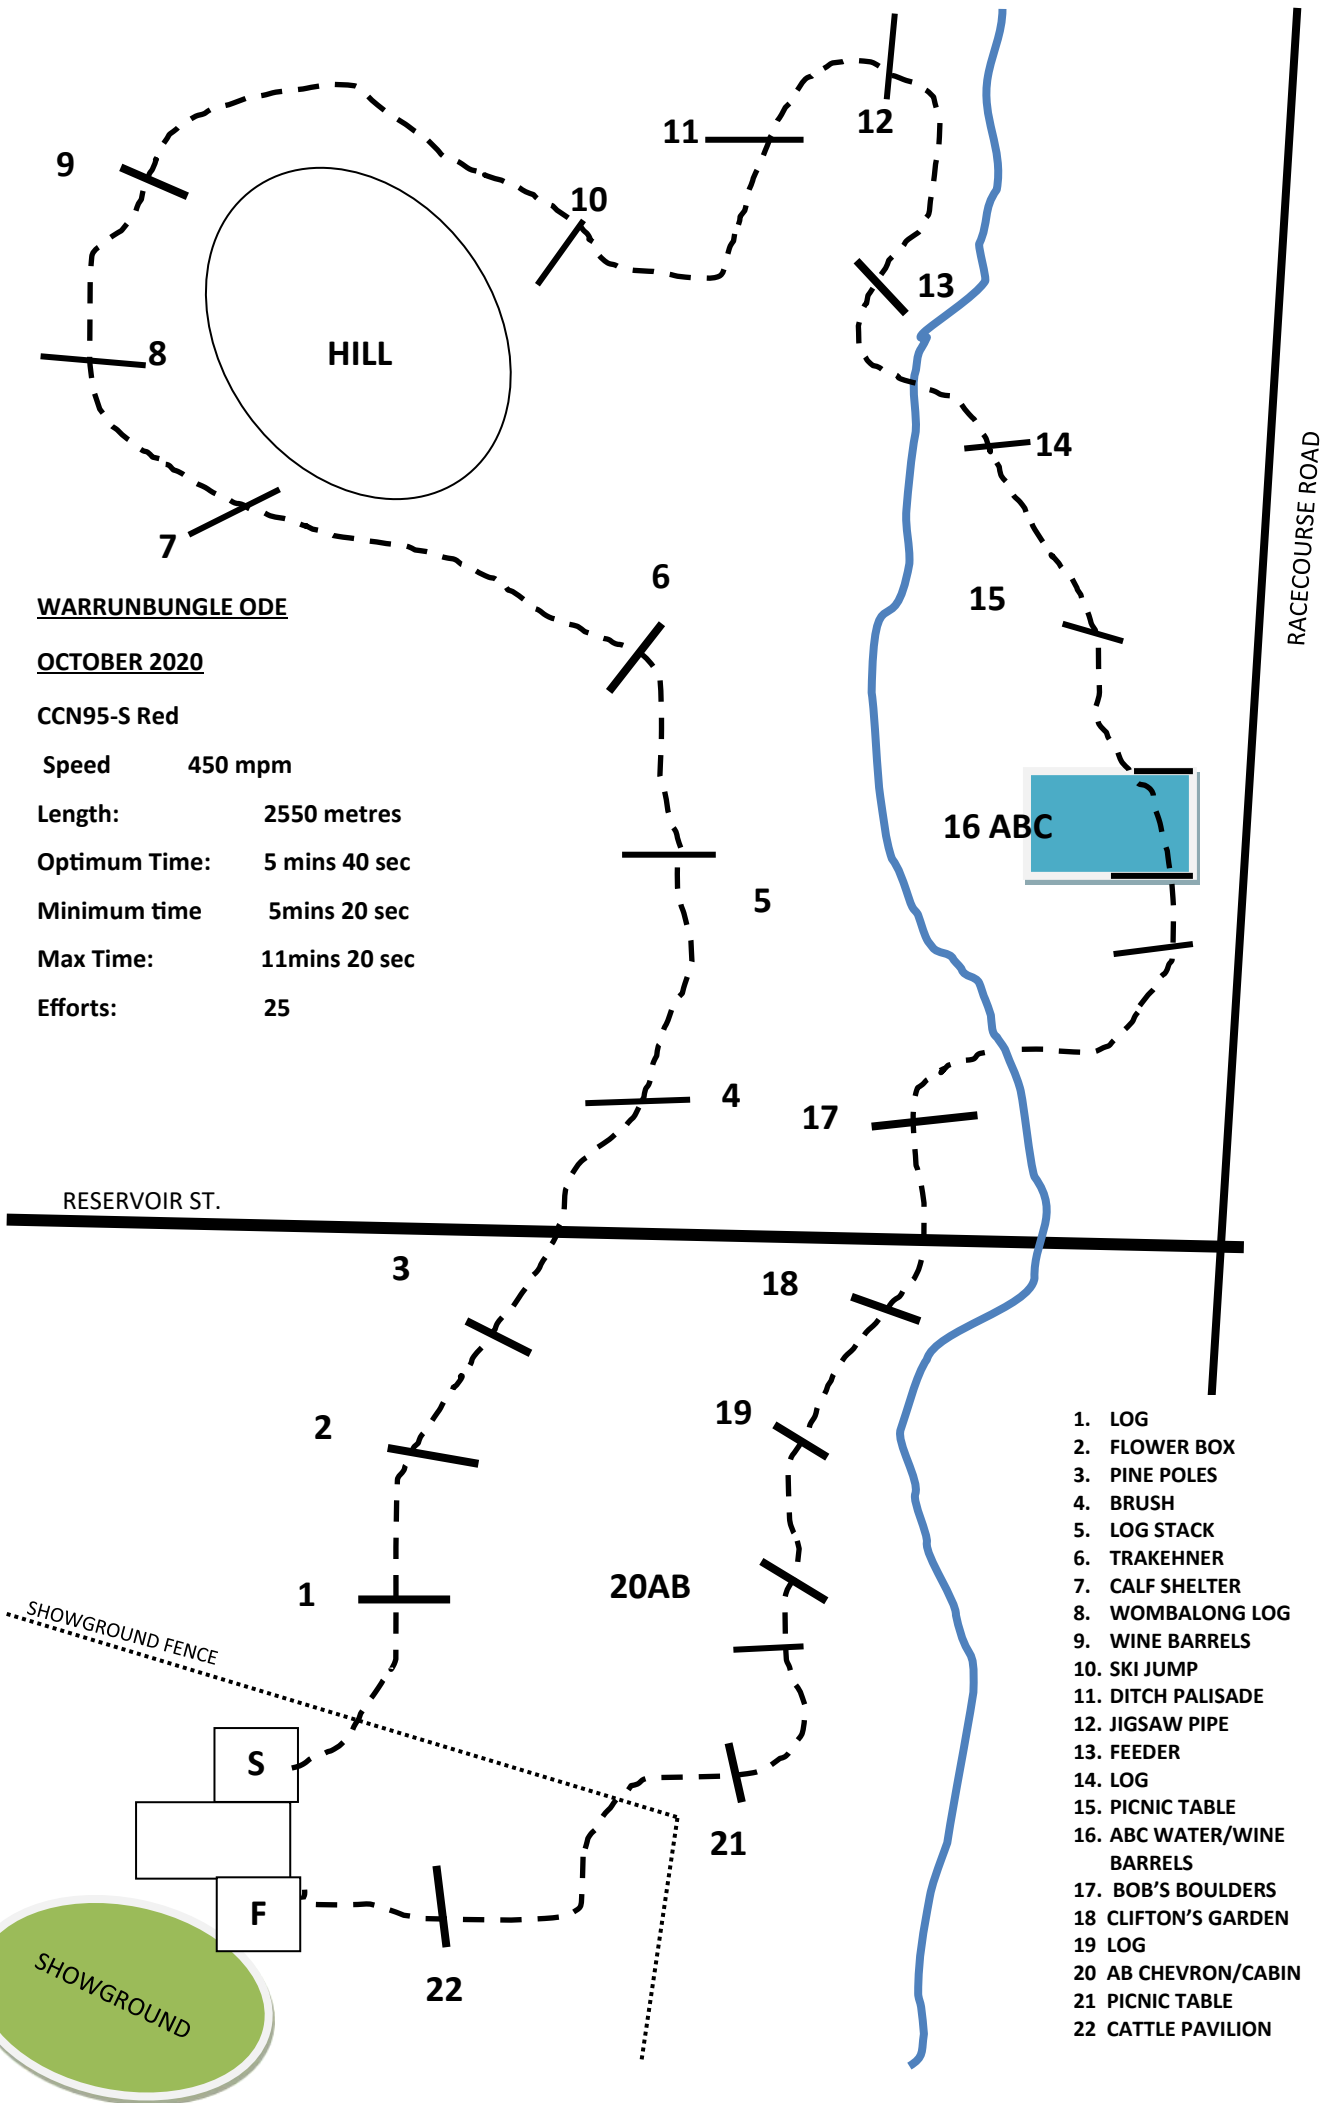 12
11
9
10
13
HILL
8
14
7
6
15
RACECOURSE ROAD
WARRUNBUNGLE ODE
OCTOBER 2020
CCN95-S Red
Speed 450 mpm
Length: 2550 metres
Optimum Time: 5 mins 40 sec
Minimum time 5mins 20 sec
Max Time: 11mins 20 sec
Efforts: 25
16 ABC
5
4
17
RESERVOIR ST.
3
18
2
19
1
20AB
SHOWGROUND FENCE
S
21
F
22
SHOWGROUND
1. LOG
2. FLOWER BOX
3. PINE POLES
4. BRUSH
5. LOG STACK
6. TRAKEHNER
7. CALF SHELTER
8. WOMBALONG LOG
9. WINE BARRELS
10. SKI JUMP
11. DITCH PALISADE
12. JIGSAW PIPE
13. FEEDER
14. LOG
15. PICNIC TABLE
16. ABC WATER/WINE
BARRELS
17. BOB'S BOULDERS
18 CLIFTON'S GARDEN
19 LOG
20 AB CHEVRON/CABIN
21 PICNIC TABLE
22 CATTLE PAVILION